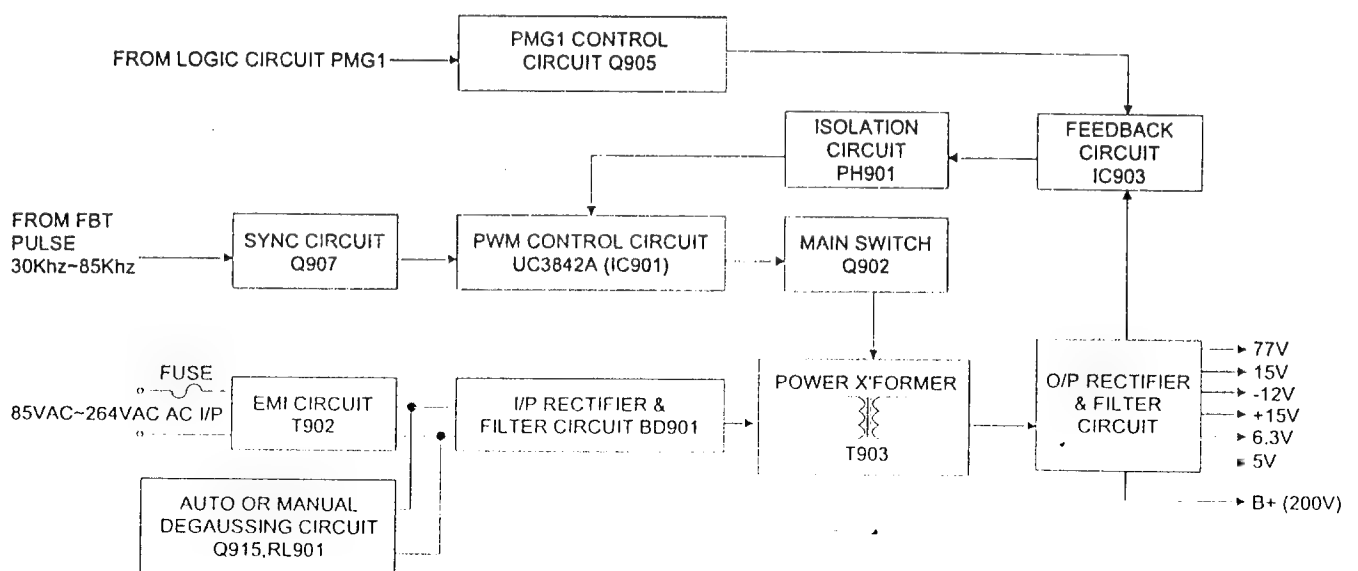 PMG1 CONTROL
CIRCUIT Q905
FROM LOGIC CIRCUIT PMG1
ISOLATION
CIRCUIT
PH901
FEEDBACK
CIRCUIT
IC903
FROM FBT
PULSE
30Khz~85Khz
SYNC CIRCUIT
Q907
PWM CONTROL CIRCUIT
UC3842A (IC901)
MAIN SWITCH
Q902
FUSE
85VAC~264VAC AC I/P
EMI CIRCUIT
T902
I/P RECTIFIER &
FILTER CIRCUIT BD901
POWER X'FORMER
T903
O/P RECTIFIER
& FILTER
CIRCUIT
77V
15V
-12V
+15V
6.3V
5V
B+ (200V)
AUTO OR MANUAL
DEGAUSSING CIRCUIT
Q915,RL901